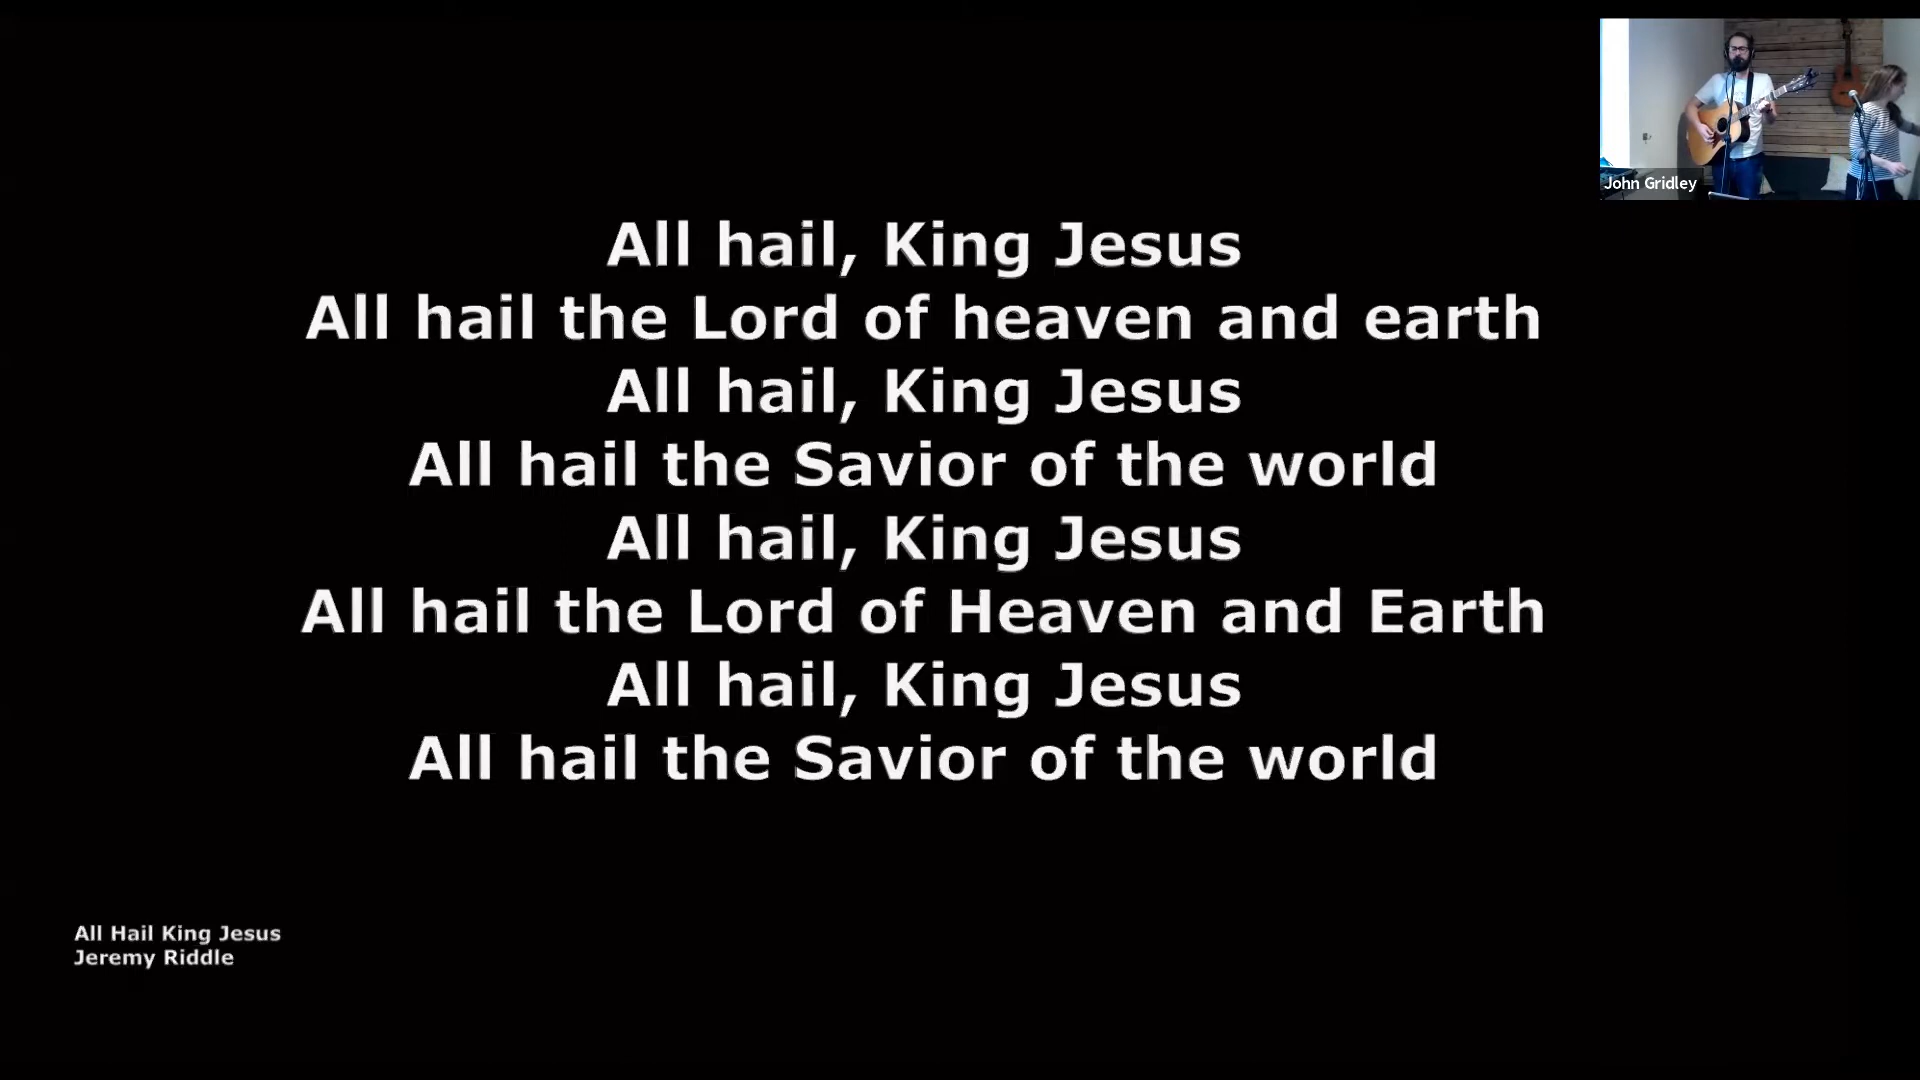 John Gridley
All hail, King Jesus
All hail the Lord of heaven and earth
All hail, King Jesus
All hail the Savior of the world
All hail, King Jesus
All hail the Lord of Heaven and Earth
All hail, King Jesus
All hail the Savior of the world
All Hail King Jesus
Jeremy Riddle